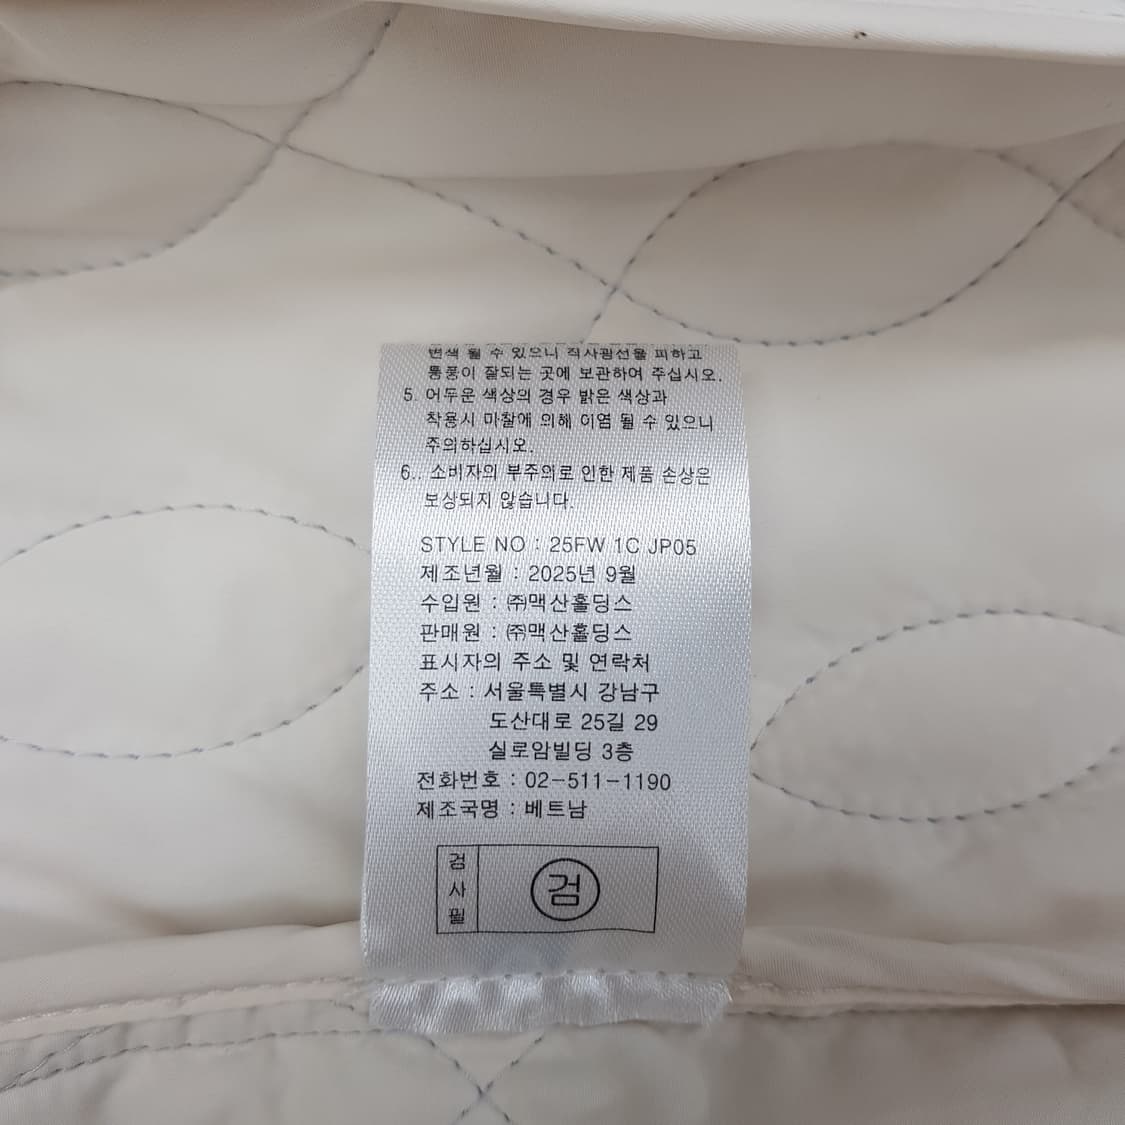 변색 될 수 있으니 직사광선을 피하고
통풍이 잘되는 곳에 보관하여 주십시오.
5. 어두운 색상의 경우 밝은 색상과
착용시 마찰에 의해 이염 될 수 있으니
주의하십시오.
6.. 소비자의 부주의로 인한 제품 손상은
보상되지 않습니다.
STYLE NO : 25FW 1C JP05
제조년월 : 2025년 9월
수입원 : ㈜맥산홀딩스
판매원 : ㈜맥산홀딩스
표시자의 주소 및 연락처
주소 : 서울특별시 강남구
도산대로 25길 29
실로암빌딩 3층
전화번호 : 02-511-1190
제조국명 : 베트남
검사필
검